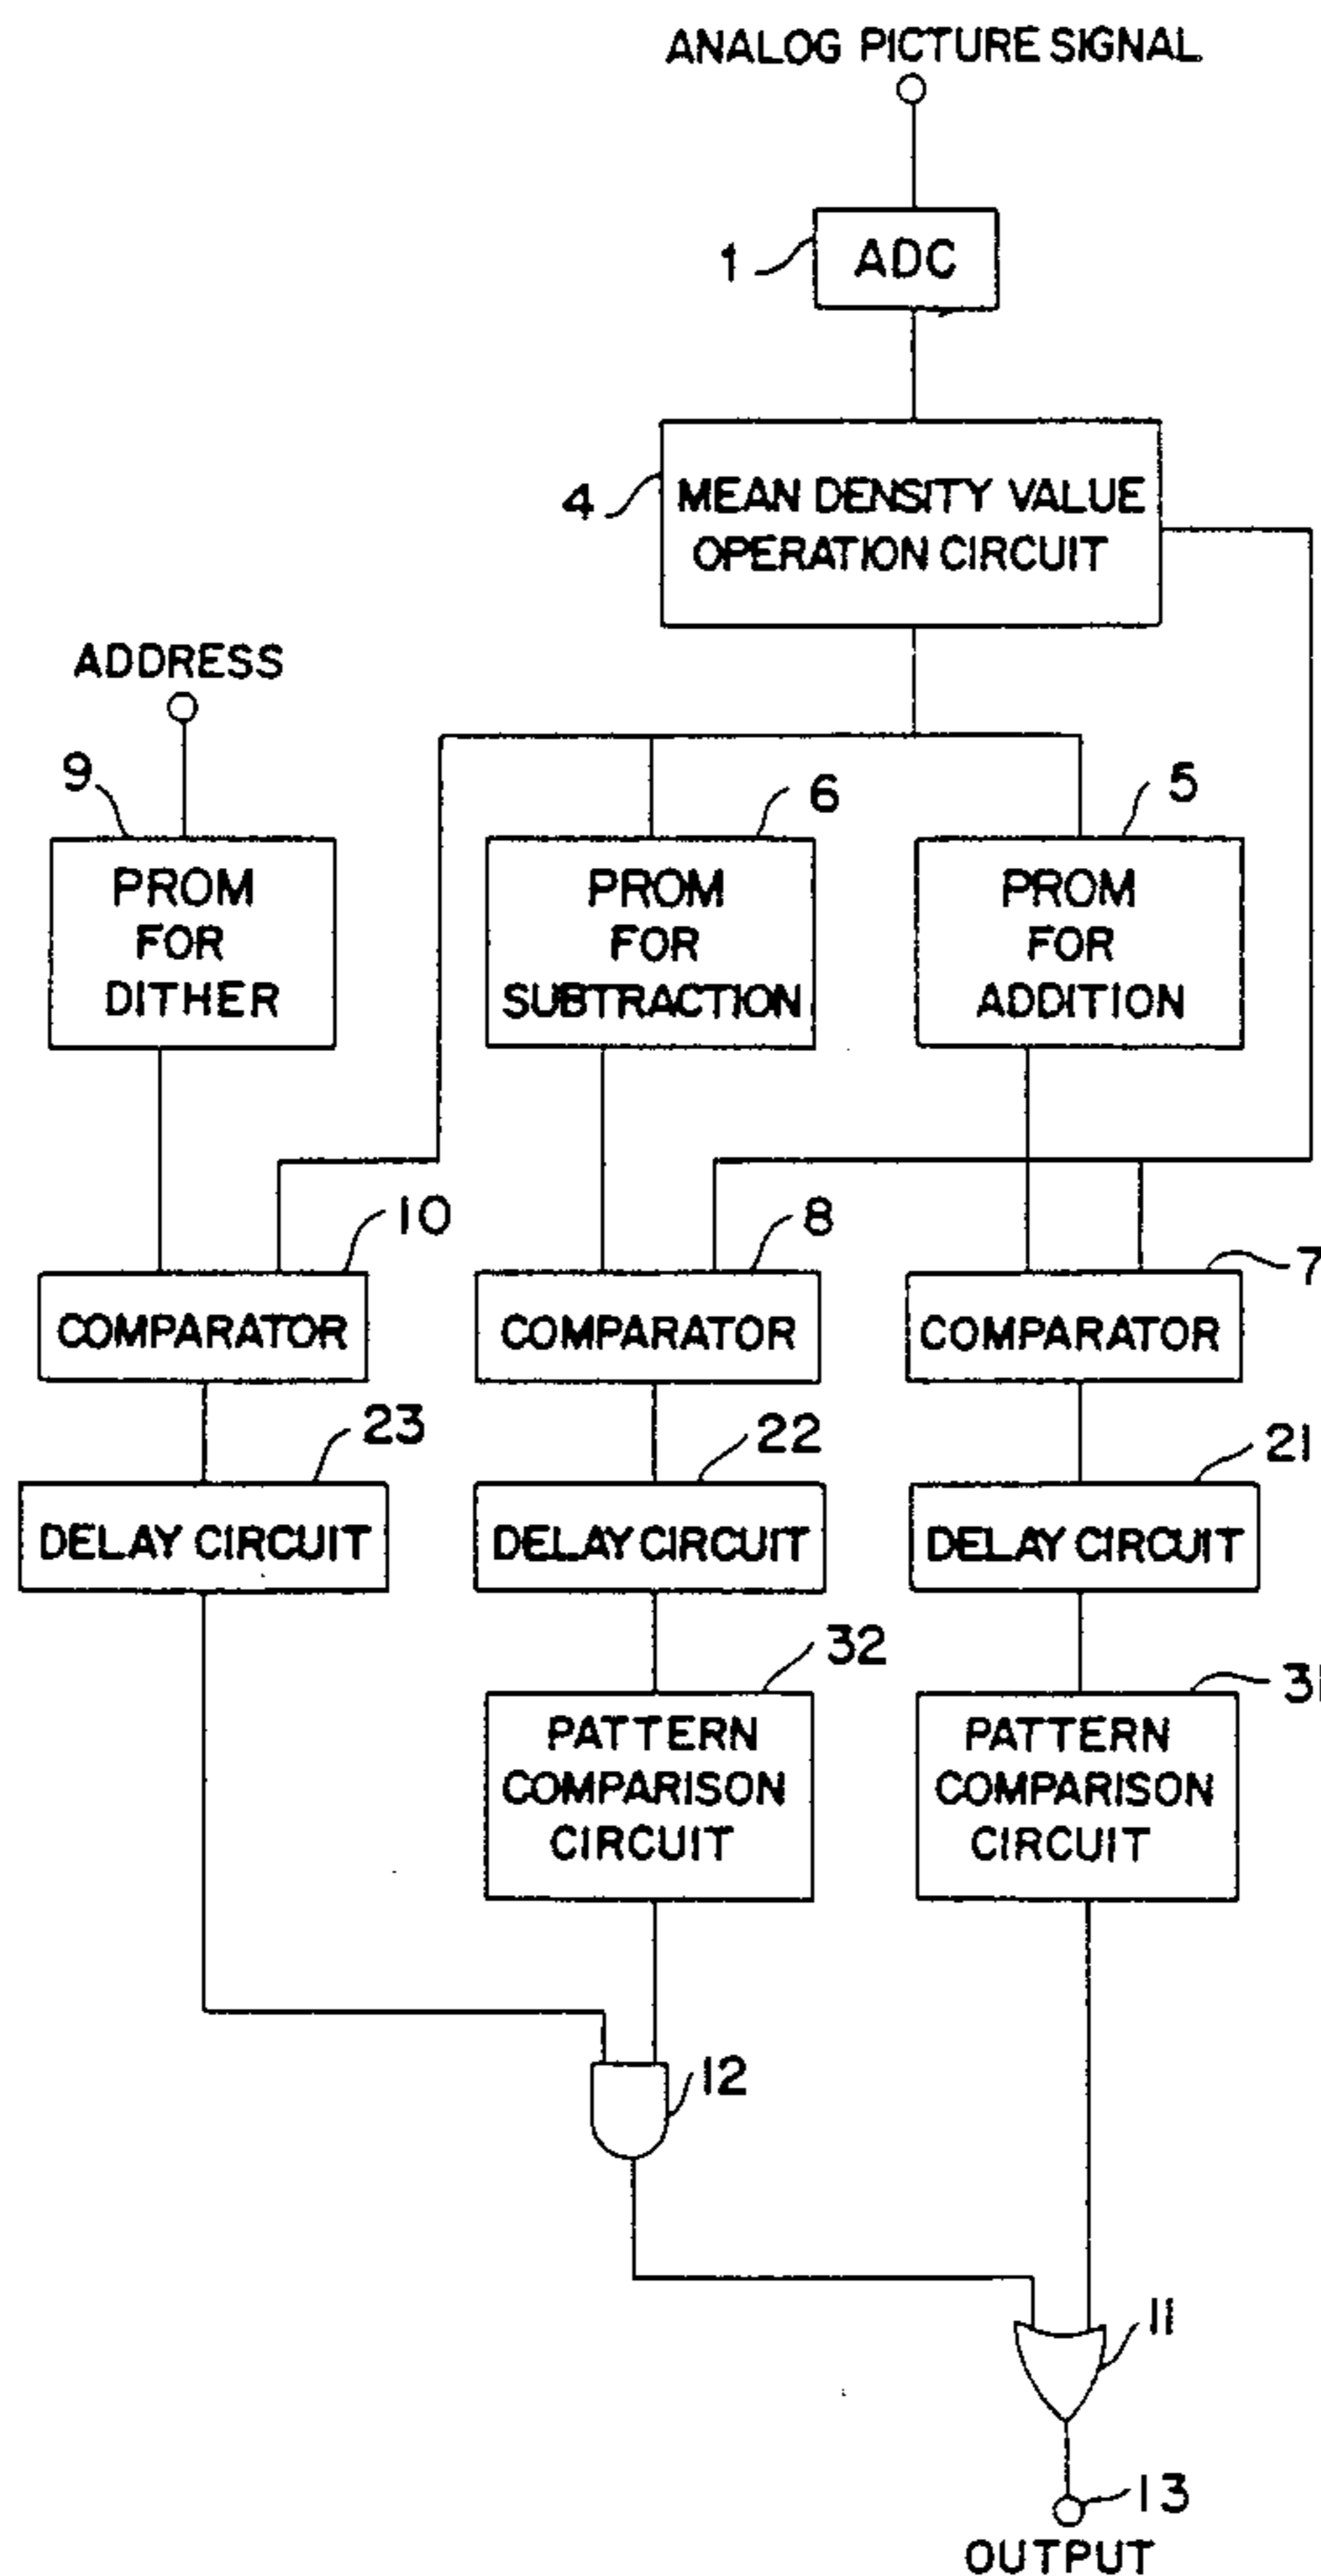 ANALOG PICTURE SIGNAL
1
ADC
4
MEAN DENSITY VALUE
OPERATION CIRCUIT
ADDRESS
9
6
5
PROM
FOR
DITHER
PROM
FOR
SUBTRACTION
PROM
FOR
ADDITION
10
8
7
COMPARATOR
COMPARATOR
COMPARATOR
23
22
21
DELAY CIRCUIT
DELAY CIRCUIT
DELAY CIRCUIT
32
31
PATTERN
COMPARISON
CIRCUIT
PATTERN
COMPARISON
CIRCUIT
12
11
13
OUTPUT